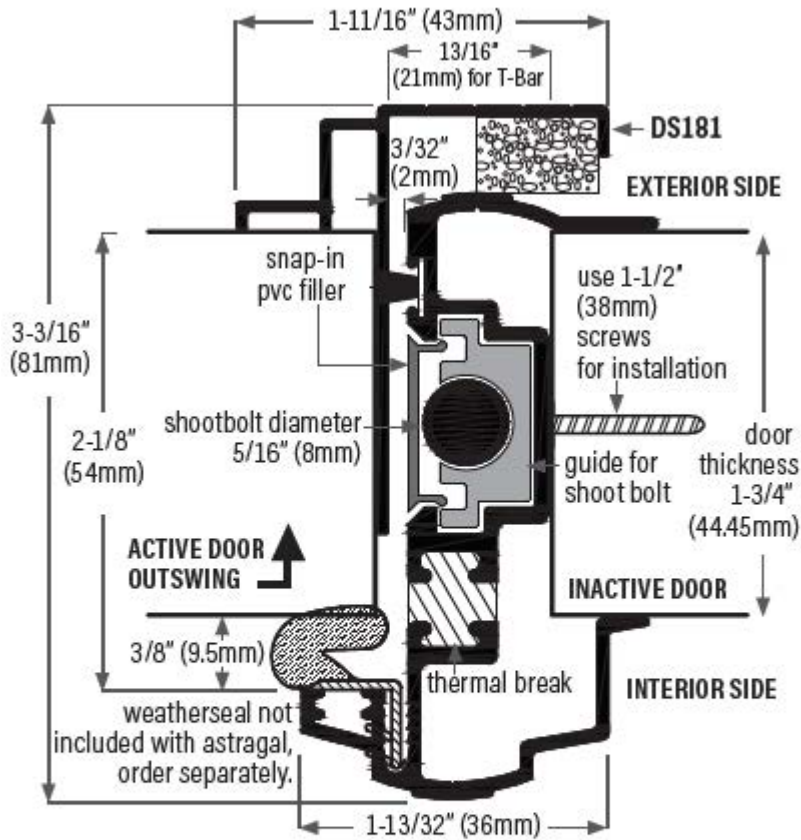 1-11/16" (43mm)
13/16"
(21mm) for T-Bar
DS181
3/32"
(2mm)
EXTERIOR SIDE
snap-in
pvc filler
use 1-1/2"
(38mm)
screws
for installation
3-3/16"
(81mm)
2-1/8"
(54mm)
shootbolt diameter
5/16" (8mm)
door
thickness
1-3/4"
(44.45mm)
guide for
shoot bolt
ACTIVE DOOR
OUTSWING
INACTIVE DOOR
3/8" (9.5mm)
thermal break
INTERIOR SIDE
weatherseal not
included with astragal,
order separately.
1-13/32" (36mm)